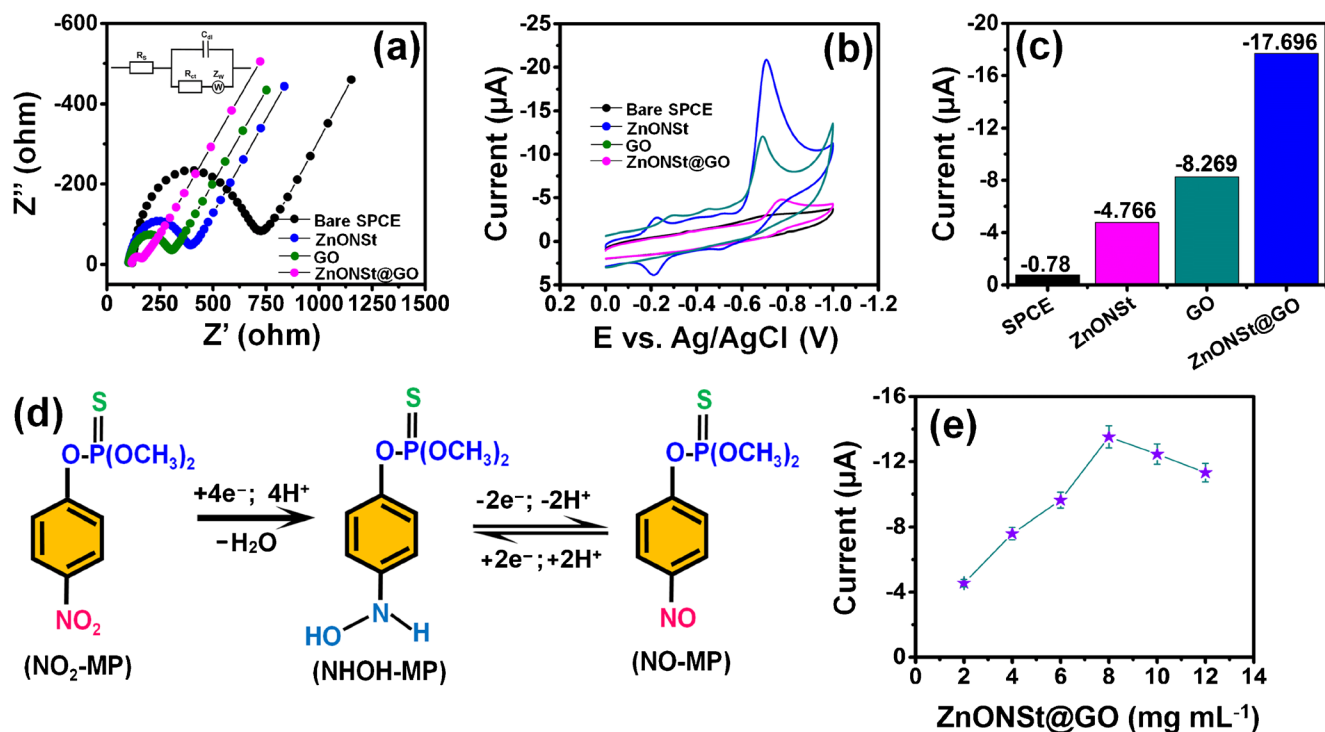 (a)
-600
-400
-200
0
0 250 500 750 1000 1250 1500
Z'' (ohm)
Z' (ohm)
Rs
Cdl
Rct
Zw
W
Bare SPCE
ZnONSt
GO
ZnONSt@GO
(b)
-25
-20
-15
-10
-5
0
5
0.2 0.0 -0.2 -0.4 -0.6 -0.8 -1.0 -1.2
Current (µA)
E vs. Ag/AgCl (V)
Bare SPCE
ZnONSt
GO
ZnONSt@GO
(c)
-20
-16
-12
-8
-4
0
Current (µA)
-0.78
-4.766
-8.269
-17.696
SPCE
ZnONSt
GO
ZnONSt@GO
(d)
S
O-P(OCH₃)₂
NO₂
(NO₂-MP)
+4e⁻; 4H⁺
−H₂O
S
O-P(OCH₃)₂
N
HO H
(NHOH-MP)
-2e⁻; -2H⁺
+2e⁻; +2H⁺
S
O-P(OCH₃)₂
NO
(NO-MP)
(e)
-16
-12
-8
-4
0
0 2 4 6 8 10 12 14
Current (µA)
ZnONSt@GO (mg mL⁻¹)